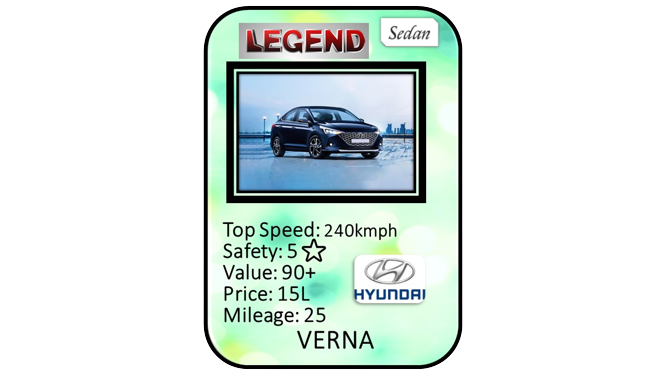 LEGEND
Sedan
Top Speed: 240kmph
Safety: 5
Value: 90+
Price: 15L
Mileage: 25
HYUNDAI
VERNA